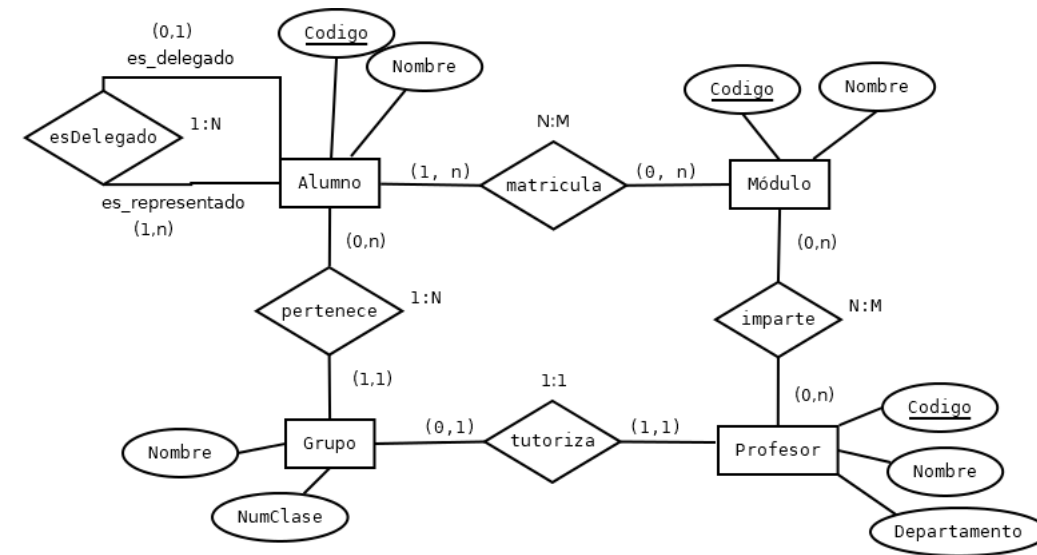 (0,1)
es_delegado
Codigo
Nombre
Codigo
Nombre
esDelegado
1:N
N:M
Alumno
(1, n)
matricula
(0, n)
Módulo
es_representado
(1,n)
(0,n)
(0,n)
pertenece
1:N
imparte
N:M
(1,1)
1:1
(0,n)
Codigo
Nombre
Grupo
(0,1)
tutoriza
(1,1)
Profesor
Nombre
NumClase
Departamento